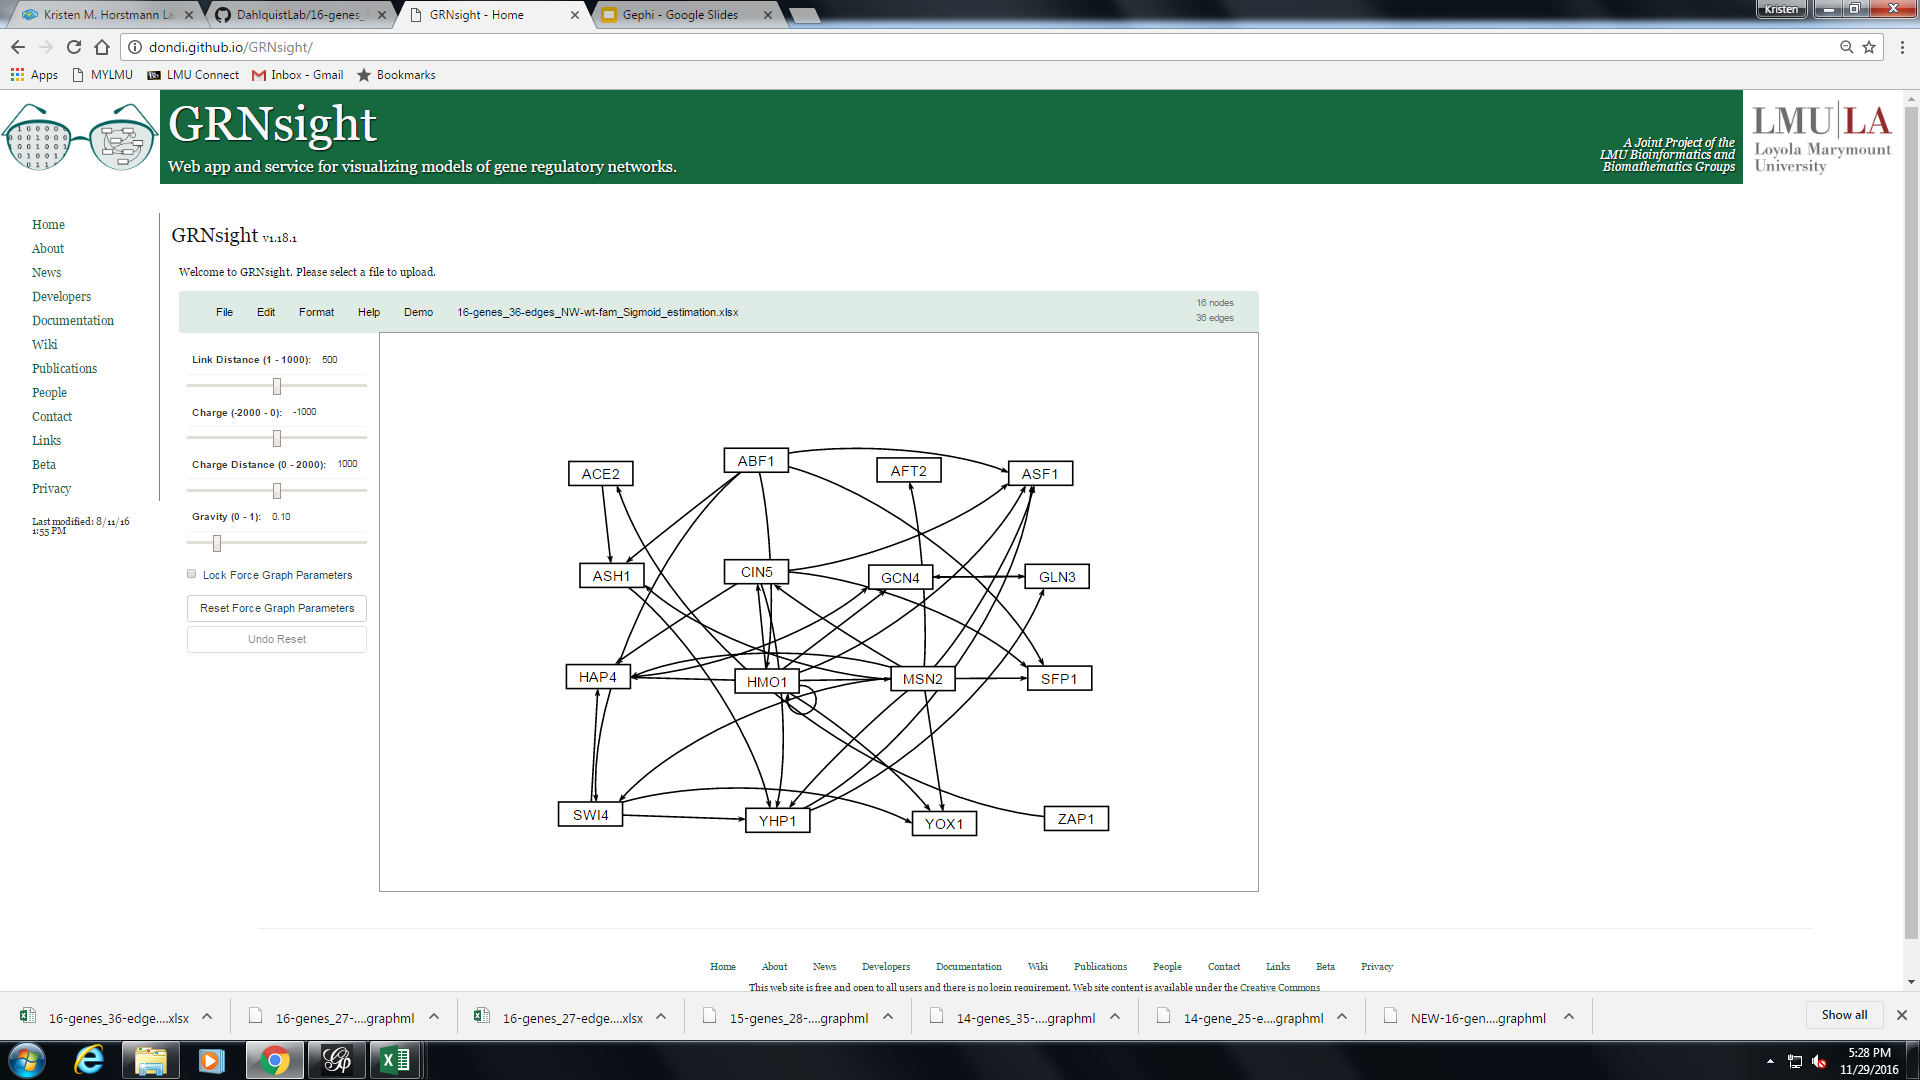 Kristen M. Horstmann La
DahlquistLab/16-genes_3
GRNsight - Home
Gephi - Google Slides
Kristen
dondi.github.io/GRNsight/
Apps
MYLMU
LMU Connect
Inbox - Gmail
Bookmarks
GRNsight
Web app and service for visualizing models of gene regulatory networks.
A Joint Project of the
LMU Bioinformatics and
Biomathematics Groups
LMU|LA
Loyola Marymount
University
Home
About
News
Developers
Documentation
Wiki
Publications
People
Contact
Links
Beta
Privacy
Last modified: 8/11/16
1:55 PM
GRNsight v1.18.1
Welcome to GRNsight. Please select a file to upload.
File Edit Format Help Demo 16-genes_36-edges_NW-wt-fam_Sigmoid_estimation.xlsx
16 nodes
36 edges
Link Distance (1 - 1000): 500
Charge (-2000 - 0): -1000
Charge Distance (0 - 2000): 1000
Gravity (0 - 1): 0.10
Lock Force Graph Parameters
Reset Force Graph Parameters
Undo Reset
ACE2
ABF1
AFT2
ASF1
ASH1
CIN5
GCN4
GLN3
HAP4
HMO1
MSN2
SFP1
SWI4
YHP1
YOX1
ZAP1
Home About News Developers Documentation Wiki Publications People Contact Links Beta Privacy
This web site is free and open to all users and there is no login requirement. Web site content is available under the Creative Commons
16-genes_36-edge....xlsx
16-genes_27-....graphml
16-genes_27-edge....xlsx
15-genes_28-....graphml
14-genes_35-....graphml
14-gene_25-e....graphml
NEW-16-gen....graphml
Show all
5:28 PM
11/29/2016